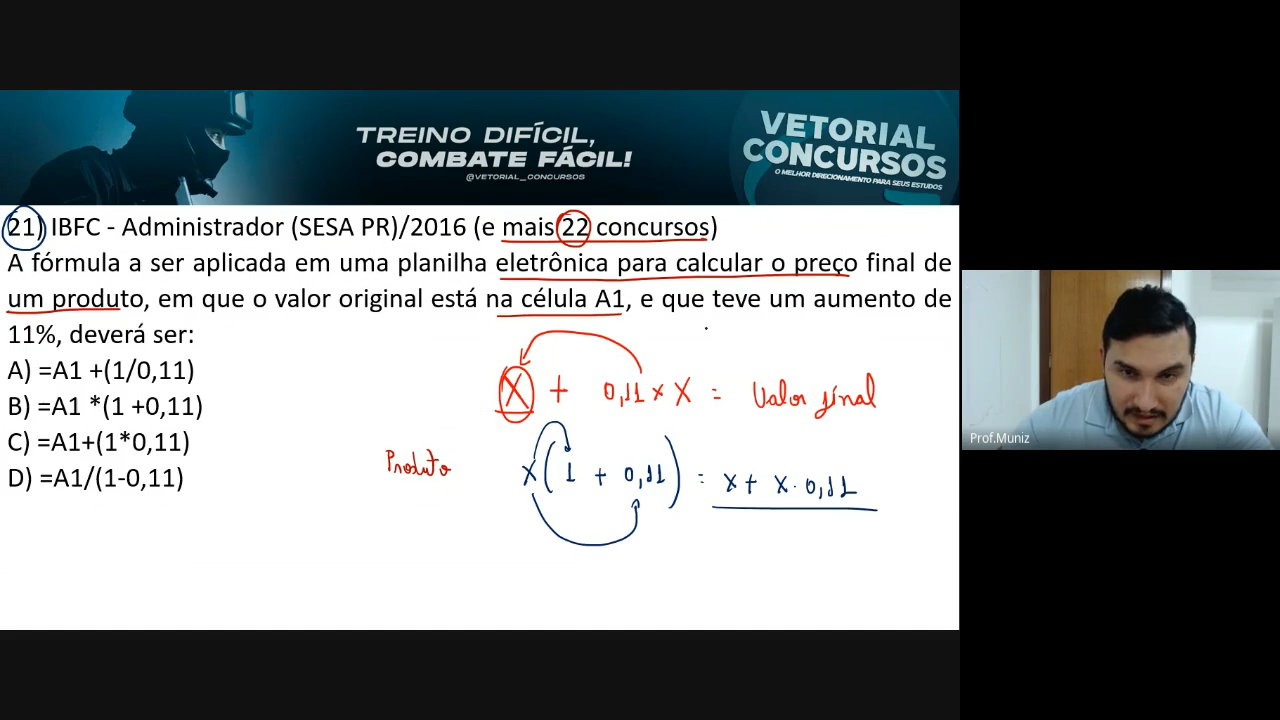 TREINO DIFÍCIL,
COMBATE FÁCIL!
@VETORIAL_CONCURSOS
VETORIAL
CONCURSOS
O MELHOR DIRECIONAMENTO PARA SEUS ESTUDOS
21) IBFC - Administrador (SESA PR)/2016 (e mais 22 concursos)
A fórmula a ser aplicada em uma planilha eletrônica para calcular o preço final de
um produto, em que o valor original está na célula A1, e que teve um aumento de
11%, deverá ser:
A) =A1 +(1/0,11)
B) =A1 *(1 +0,11)
C) =A1+(1*0,11)
D) =A1/(1-0,11)
X + 0,11 x X = Valor final
Produto
x(1 + 0,11) = x + x · 0,11
Prof.Muniz